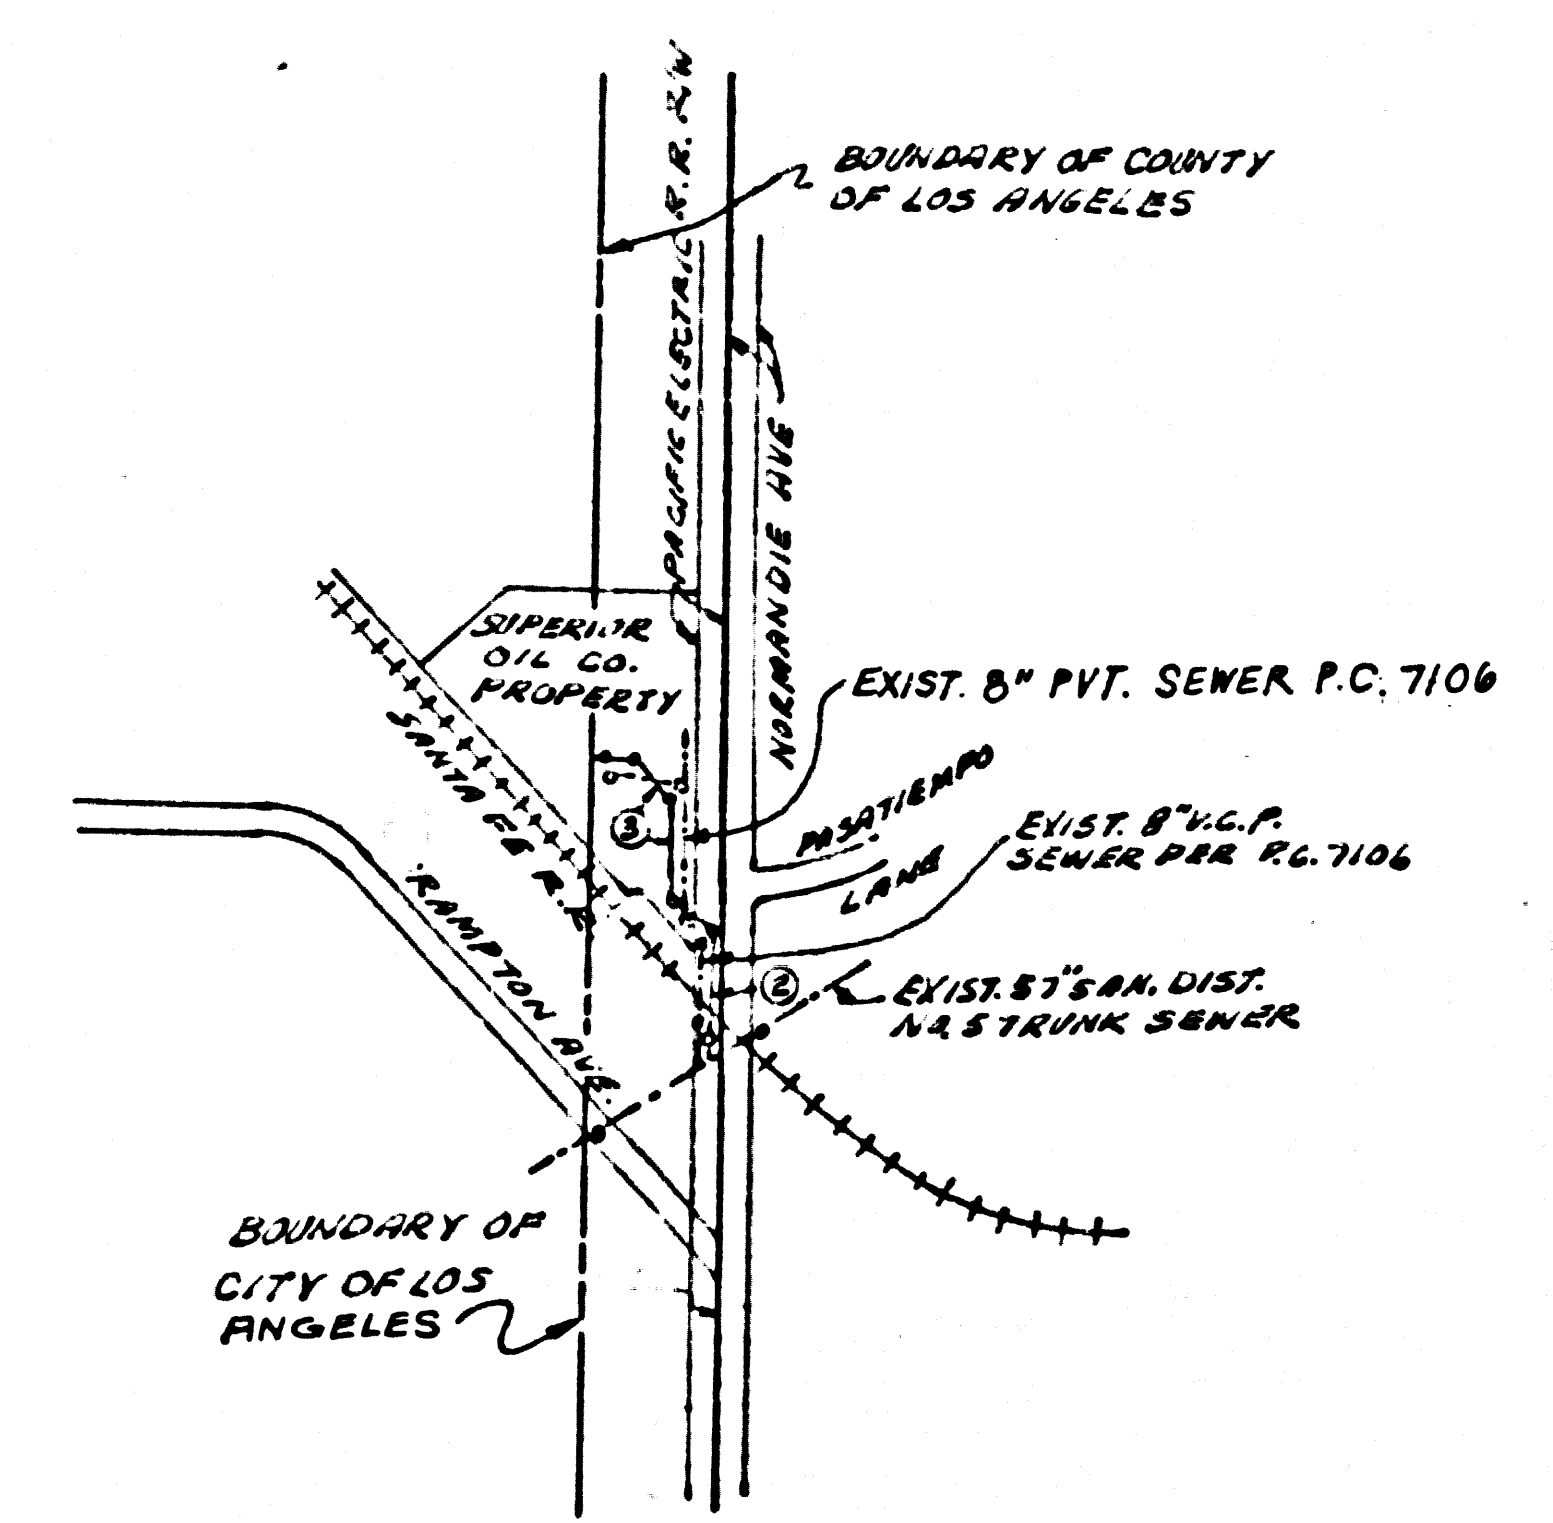 PACIFIC ELECTRIC R.R. R/W
BOUNDARY OF COUNTY
OF LOS ANGELES
NORMANDIE AVE
SUPERIOR
OIL CO.
PROPERTY
EXIST. 8" PVT. SEWER P.C. 7106
SANTA FE R.R.
PASATIEMPO
LANE
EXIST. 8" V.C.P.
SEWER PER P.C. 7106
3
RAMPTON AVE.
2
EXIST. 57" SAN. DIST.
NO. 5 TRUNK SEWER
BOUNDARY OF
CITY OF LOS
ANGELES